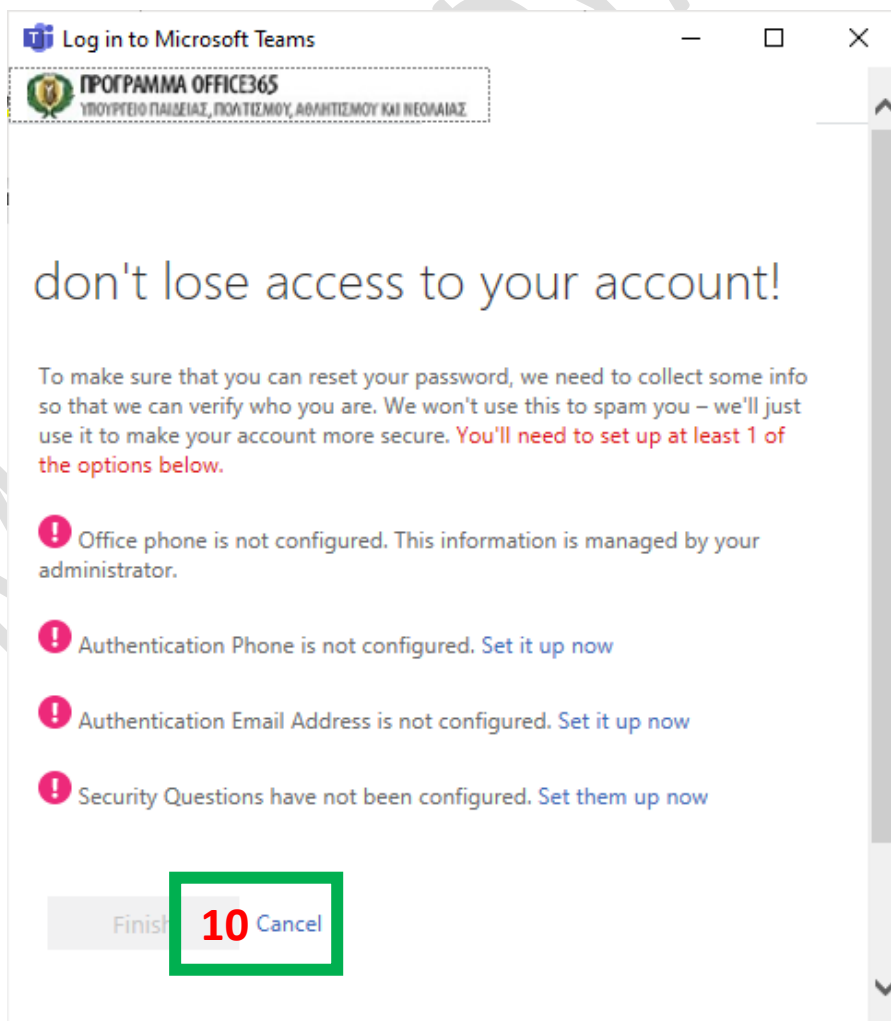 Log in to Microsoft Teams
ΠΡΟΓΡΑΜΜΑ OFFICE365
ΥΠΟΥΡΓΕΙΟ ΠΑΙΔΕΙΑΣ, ΠΟΛΙΤΙΣΜΟΥ, ΑΘΛΗΤΙΣΜΟΥ ΚΑΙ ΝΕΟΛΑΙΑΣ
don't lose access to your account!
To make sure that you can reset your password, we need to collect some info
so that we can verify who you are. We won't use this to spam you – we'll just
use it to make your account more secure. You'll need to set up at least 1 of
the options below.
Office phone is not configured. This information is managed by your
administrator.
Authentication Phone is not configured. Set it up now
Authentication Email Address is not configured. Set it up now
Security Questions have not been configured. Set them up now
Finish 10 Cancel